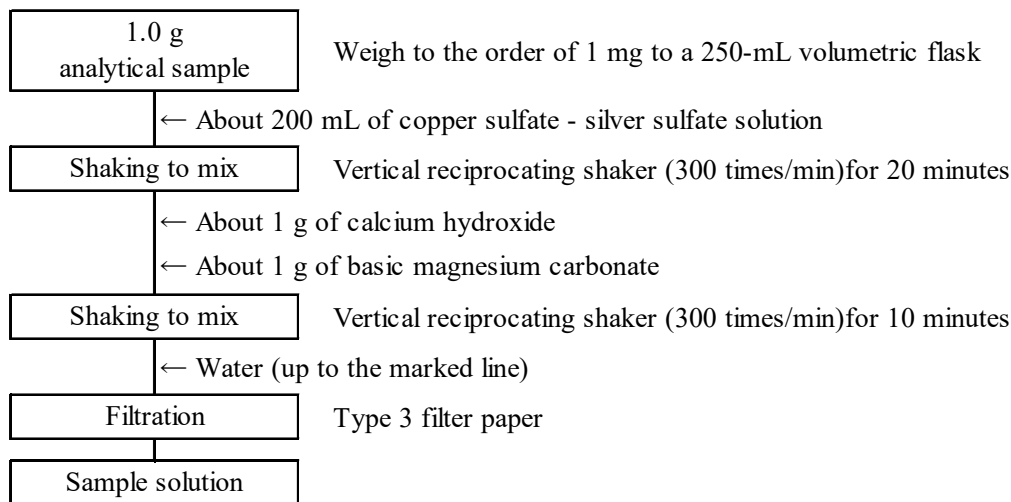 1.0 g
analytical sample
Weigh to the order of 1 mg to a 250-mL volumetric flask
← About 200 mL of copper sulfate - silver sulfate solution
Shaking to mix
Vertical reciprocating shaker (300 times/min)for 20 minutes
← About 1 g of calcium hydroxide
← About 1 g of basic magnesium carbonate
Shaking to mix
Vertical reciprocating shaker (300 times/min)for 10 minutes
← Water (up to the marked line)
Filtration
Type 3 filter paper
Sample solution